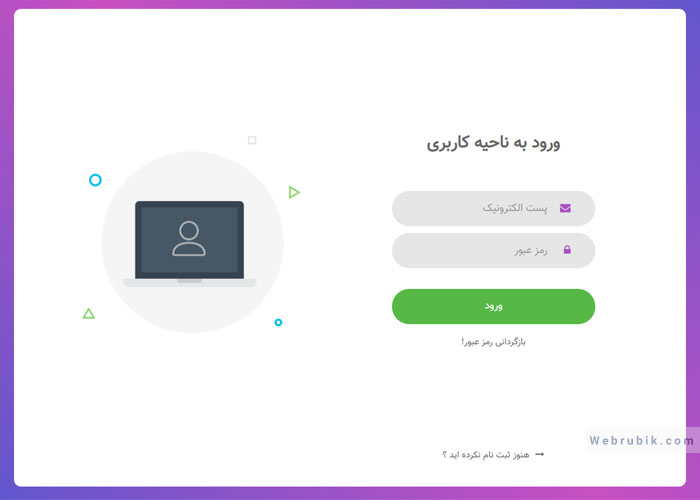 ورود به ناحیه کاربری
پست الکترونیک
رمز عبور
ورود
بازگردانی رمز عبور!
هنوز ثبت نام نکرده اید ؟
Webrubik.com